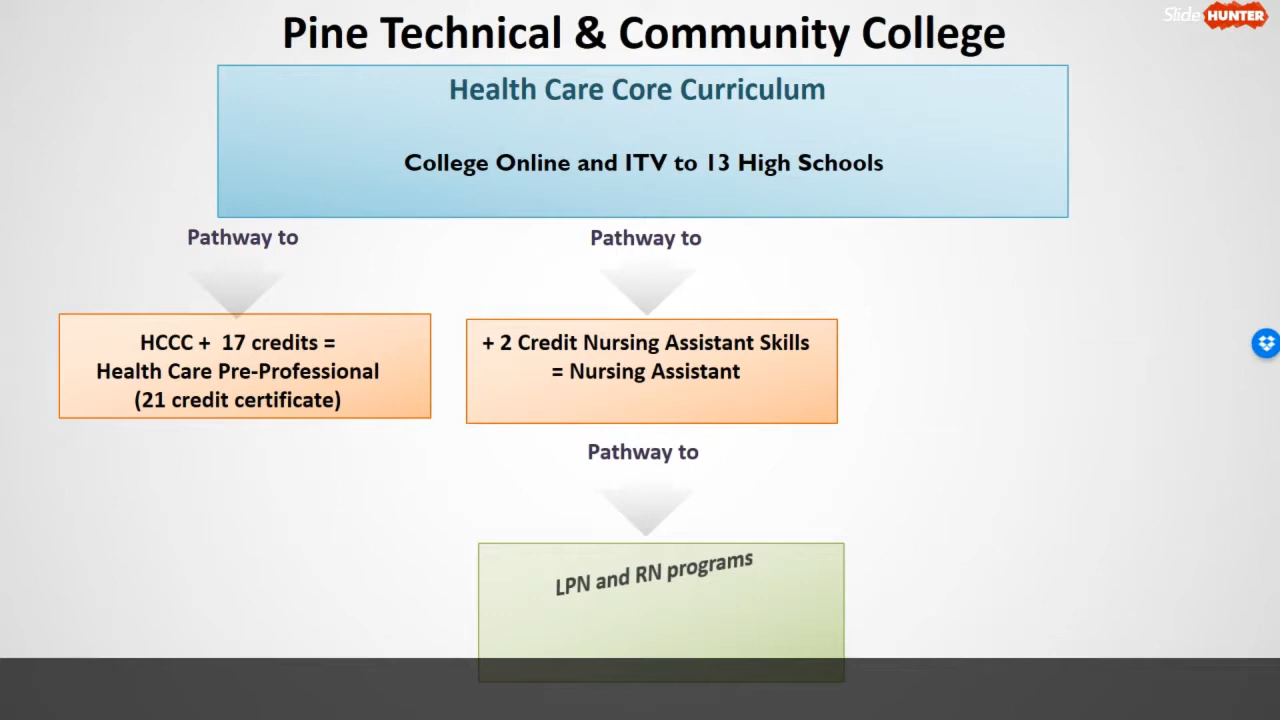 Slide HUNTER
Pine Technical & Community College
Health Care Core Curriculum
College Online and ITV to 13 High Schools
Pathway to
Pathway to
HCCC + 17 credits =
Health Care Pre-Professional
(21 credit certificate)
+ 2 Credit Nursing Assistant Skills
= Nursing Assistant
Pathway to
LPN and RN programs